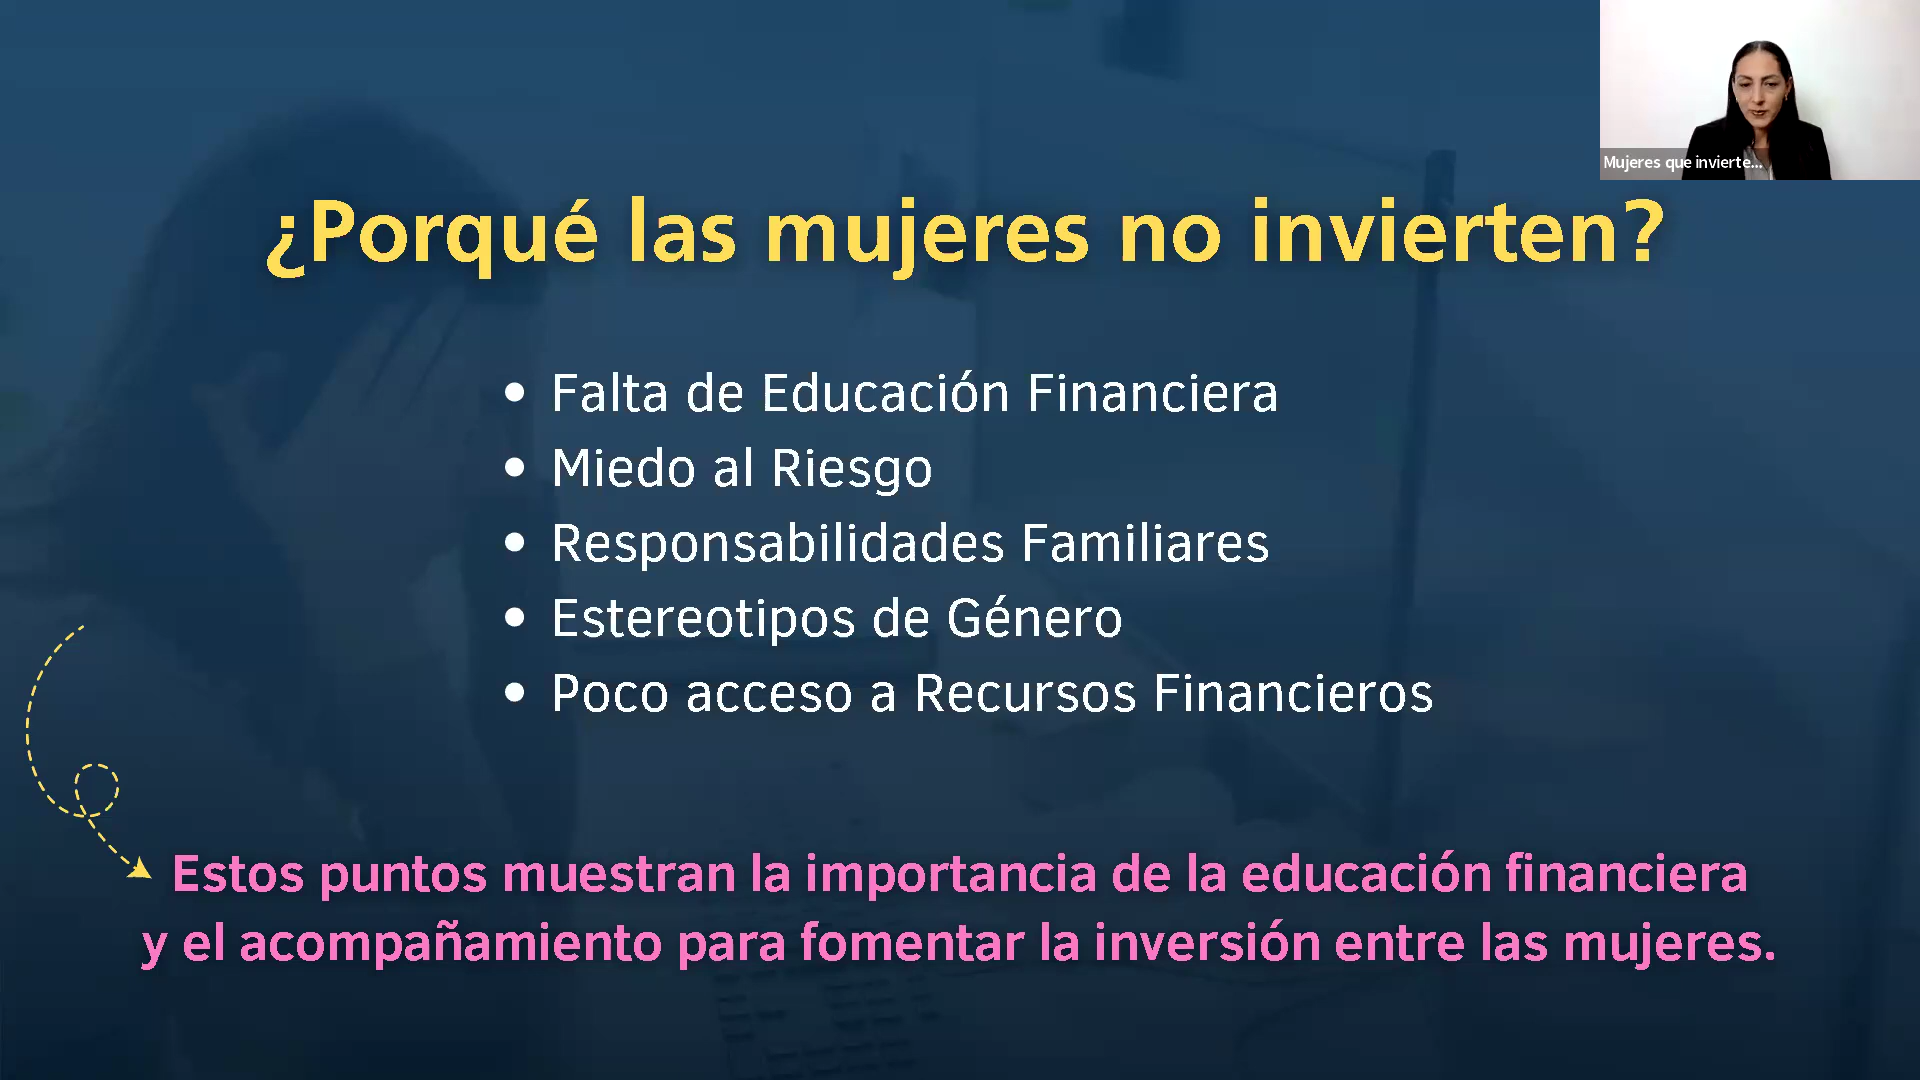 Mujeres que invierte...
¿Porqué las mujeres no invierten?
• Falta de Educación Financiera
• Miedo al Riesgo
• Responsabilidades Familiares
• Estereotipos de Género
• Poco acceso a Recursos Financieros
Estos puntos muestran la importancia de la educación financiera
y el acompañamiento para fomentar la inversión entre las mujeres.